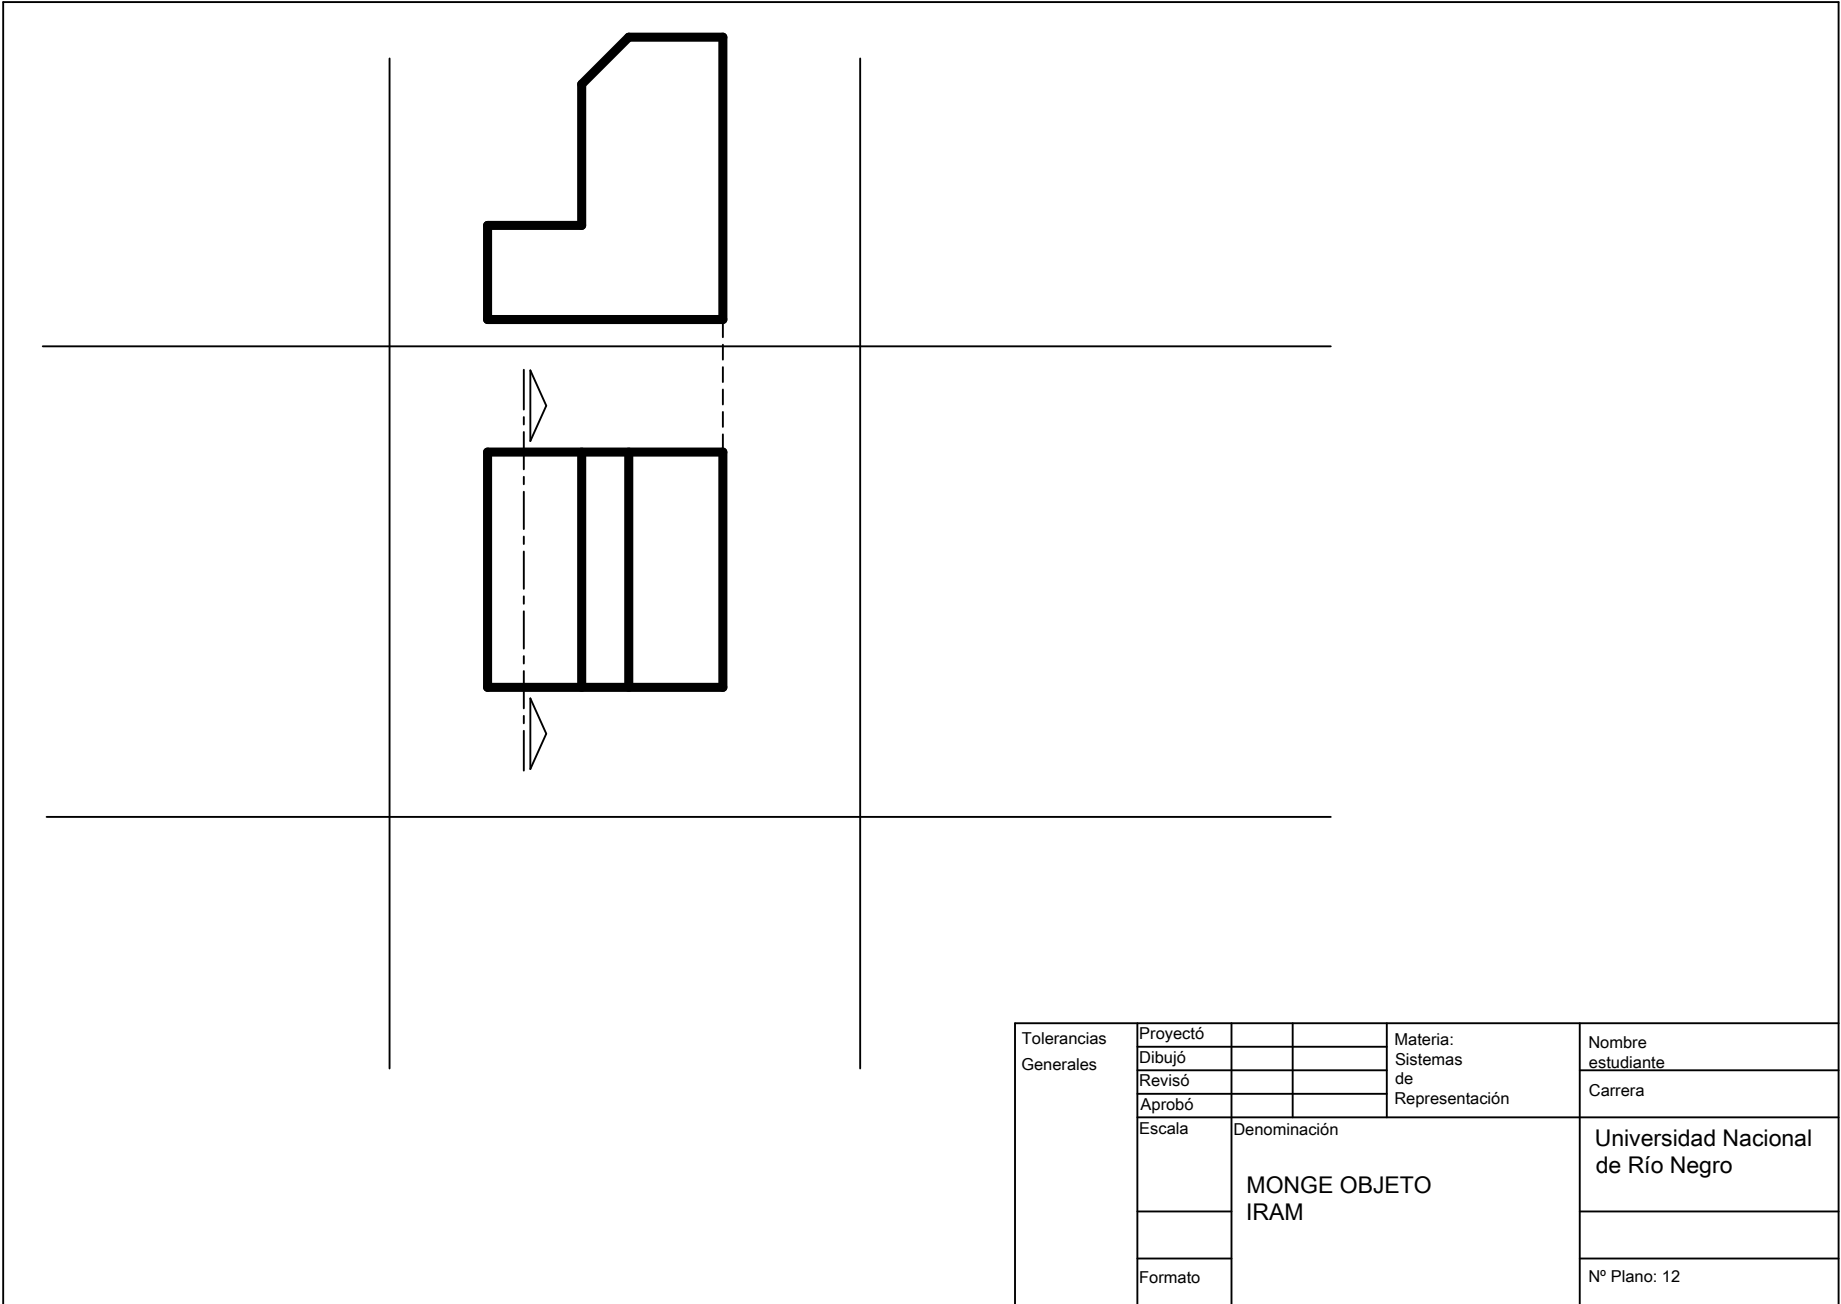 Tolerancias
Generales
Proyectó
Dibujó
Revisó
Aprobó
Materia:
Sistemas
de
Representación
Nombre
estudiante
Carrera
Escala
Denominación
MONGE OBJETO
IRAM
Universidad Nacional
de Río Negro
Formato
Nº Plano: 12